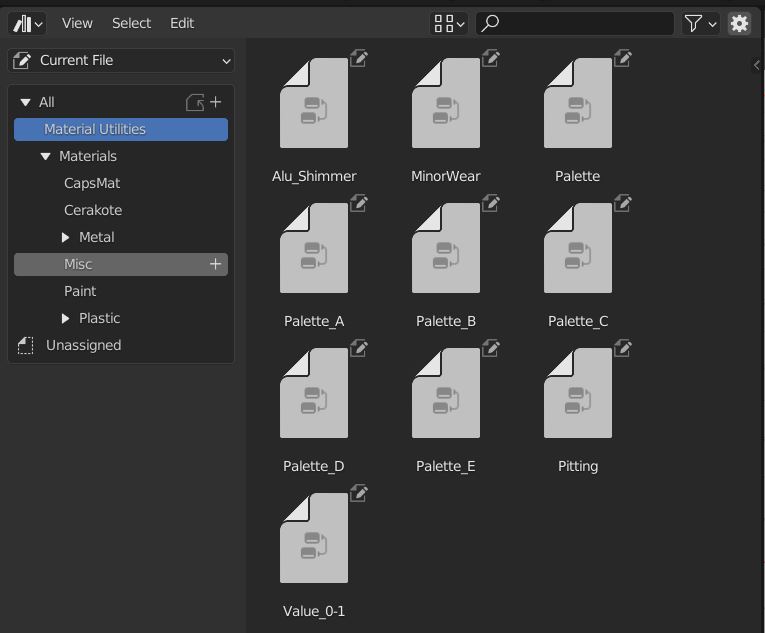 View Select Edit
Current File
All
Material Utilities
Materials
CapsMat
Cerakote
Metal
Misc
Paint
Plastic
Unassigned
Alu_Shimmer MinorWear Palette
Palette_A Palette_B Palette_C
Palette_D Palette_E Pitting
Value_0-1